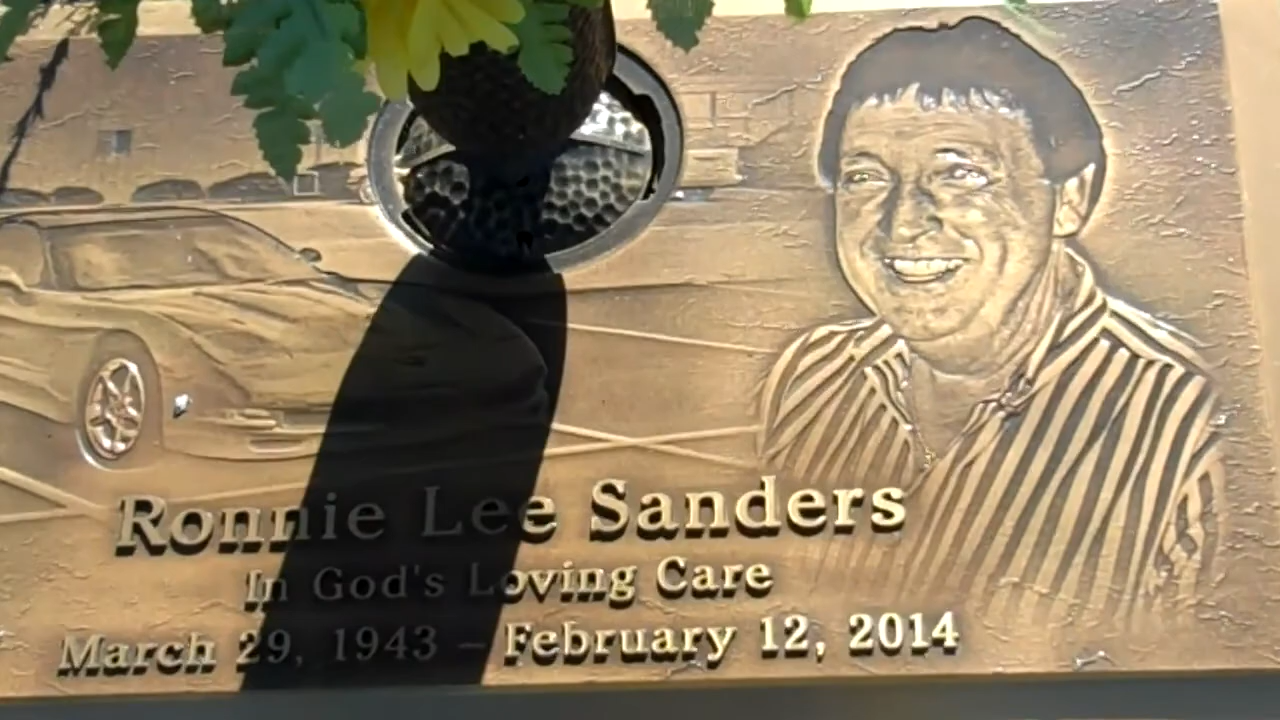 Ronnie Lee Sanders
In God's Loving Care
March 29, 1943 – February 12, 2014